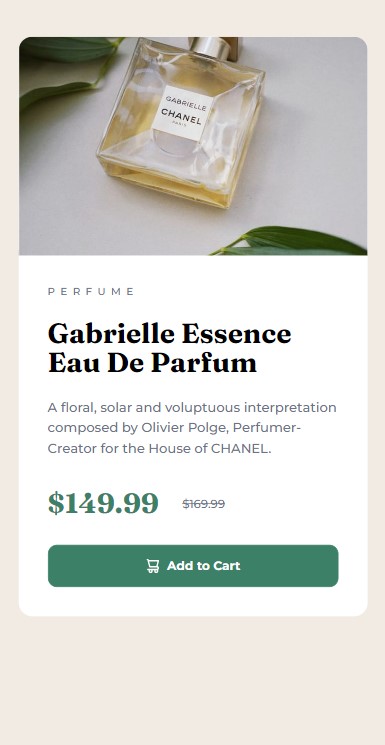 GABRIELLE
CHANEL
PARIS
PERFUME
Gabrielle Essence
Eau De Parfum
A floral, solar and voluptuous interpretation
composed by Olivier Polge, Perfumer-
Creator for the House of CHANEL.
$149.99 $169.99
Add to Cart